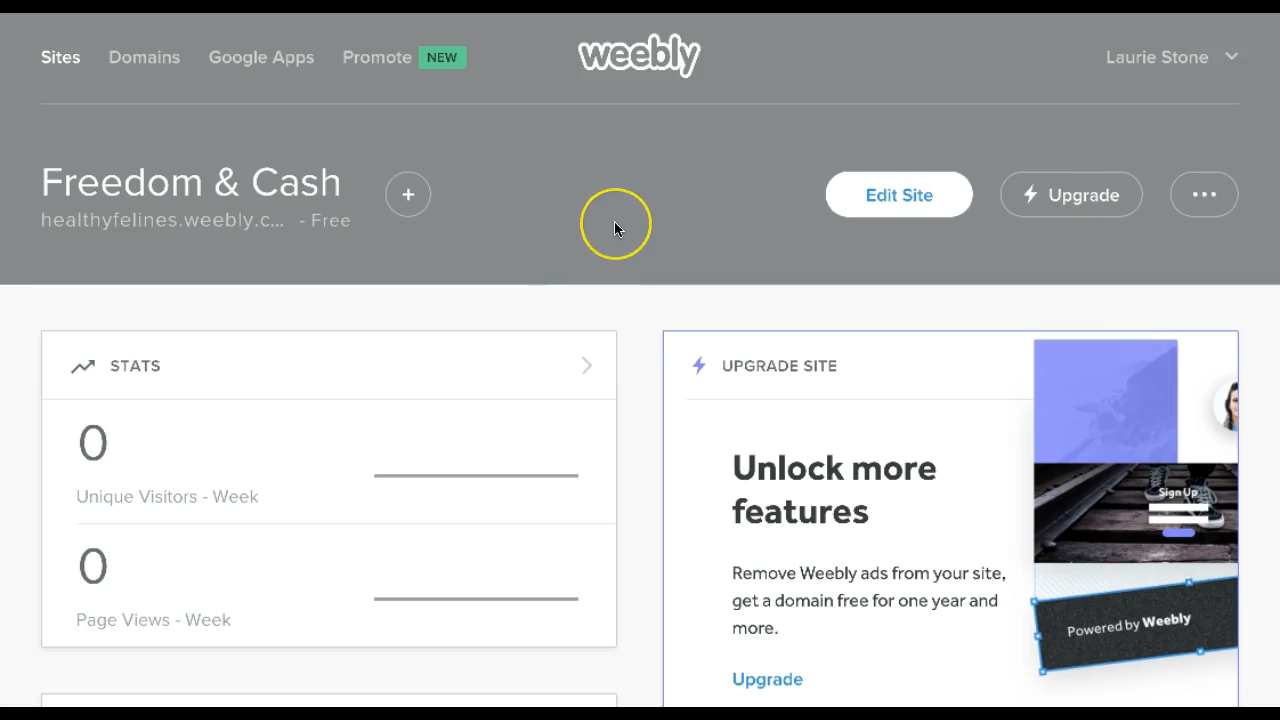 Sites Domains Google Apps Promote NEW weebly Laurie Stone
Freedom & Cash + Edit Site Upgrade
healthyfelines.weebly.c... - Free
STATS
0
Unique Visitors - Week
0
Page Views - Week
UPGRADE SITE
Unlock more
features
Remove Weebly ads from your site,
get a domain free for one year and
more.
Upgrade
Sign Up
Powered by Weebly